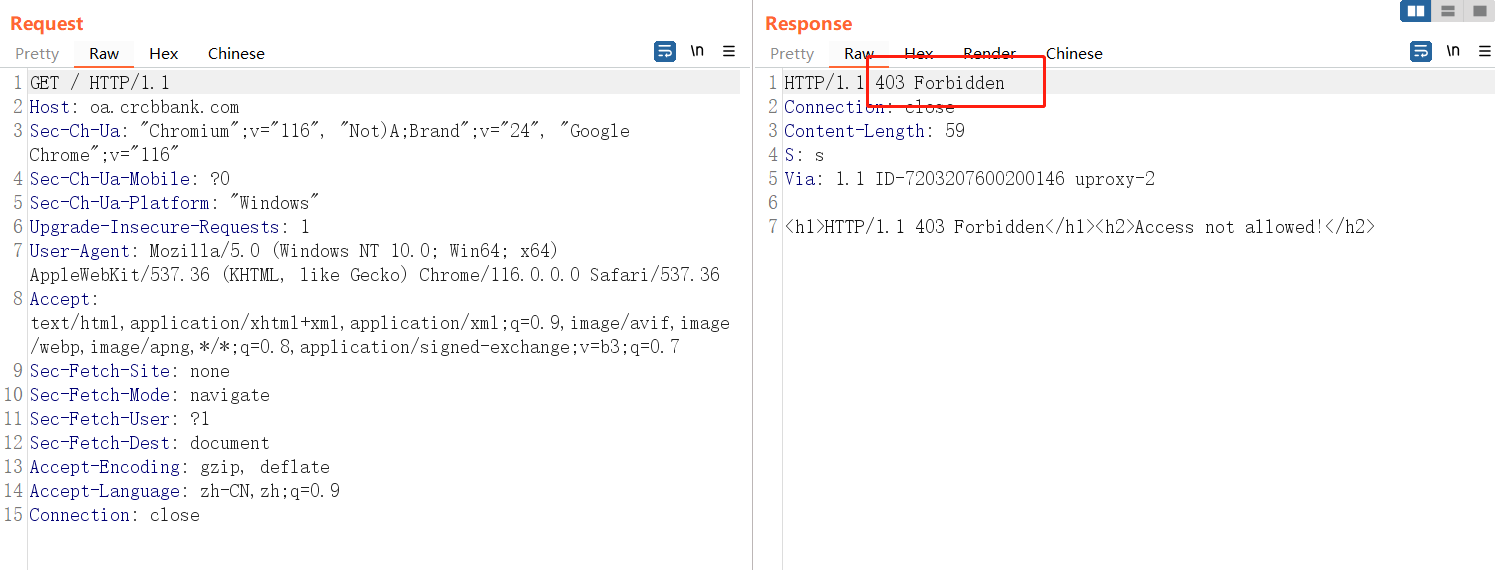 Request
Pretty Raw Hex Chinese \n
1 GET / HTTP/1.1
2 Host: oa.crcbbank.com
3 Sec-Ch-Ua: "Chromium";v="116", "Not)A;Brand";v="24", "Google
Chrome";v="116"
4 Sec-Ch-Ua-Mobile: ?0
5 Sec-Ch-Ua-Platform: "Windows"
6 Upgrade-Insecure-Requests: 1
7 User-Agent: Mozilla/5.0 (Windows NT 10.0; Win64; x64)
AppleWebKit/537.36 (KHTML, like Gecko) Chrome/116.0.0.0 Safari/537.36
8 Accept:
text/html,application/xhtml+xml,application/xml;q=0.9,image/avif,image
/webp,image/apng,*/*;q=0.8,application/signed-exchange;v=b3;q=0.7
9 Sec-Fetch-Site: none
10 Sec-Fetch-Mode: navigate
11 Sec-Fetch-User: ?1
12 Sec-Fetch-Dest: document
13 Accept-Encoding: gzip, deflate
14 Accept-Language: zh-CN,zh;q=0.9
15 Connection: close
Response
Pretty Raw Hex Render Chinese \n
1 HTTP/1.1 403 Forbidden
2 Connection: close
3 Content-Length: 59
4 S: s
5 Via: 1.1 ID-7203207600200146 uproxy-2
6
7 <h1>HTTP/1.1 403 Forbidden</h1><h2>Access not allowed!</h2>